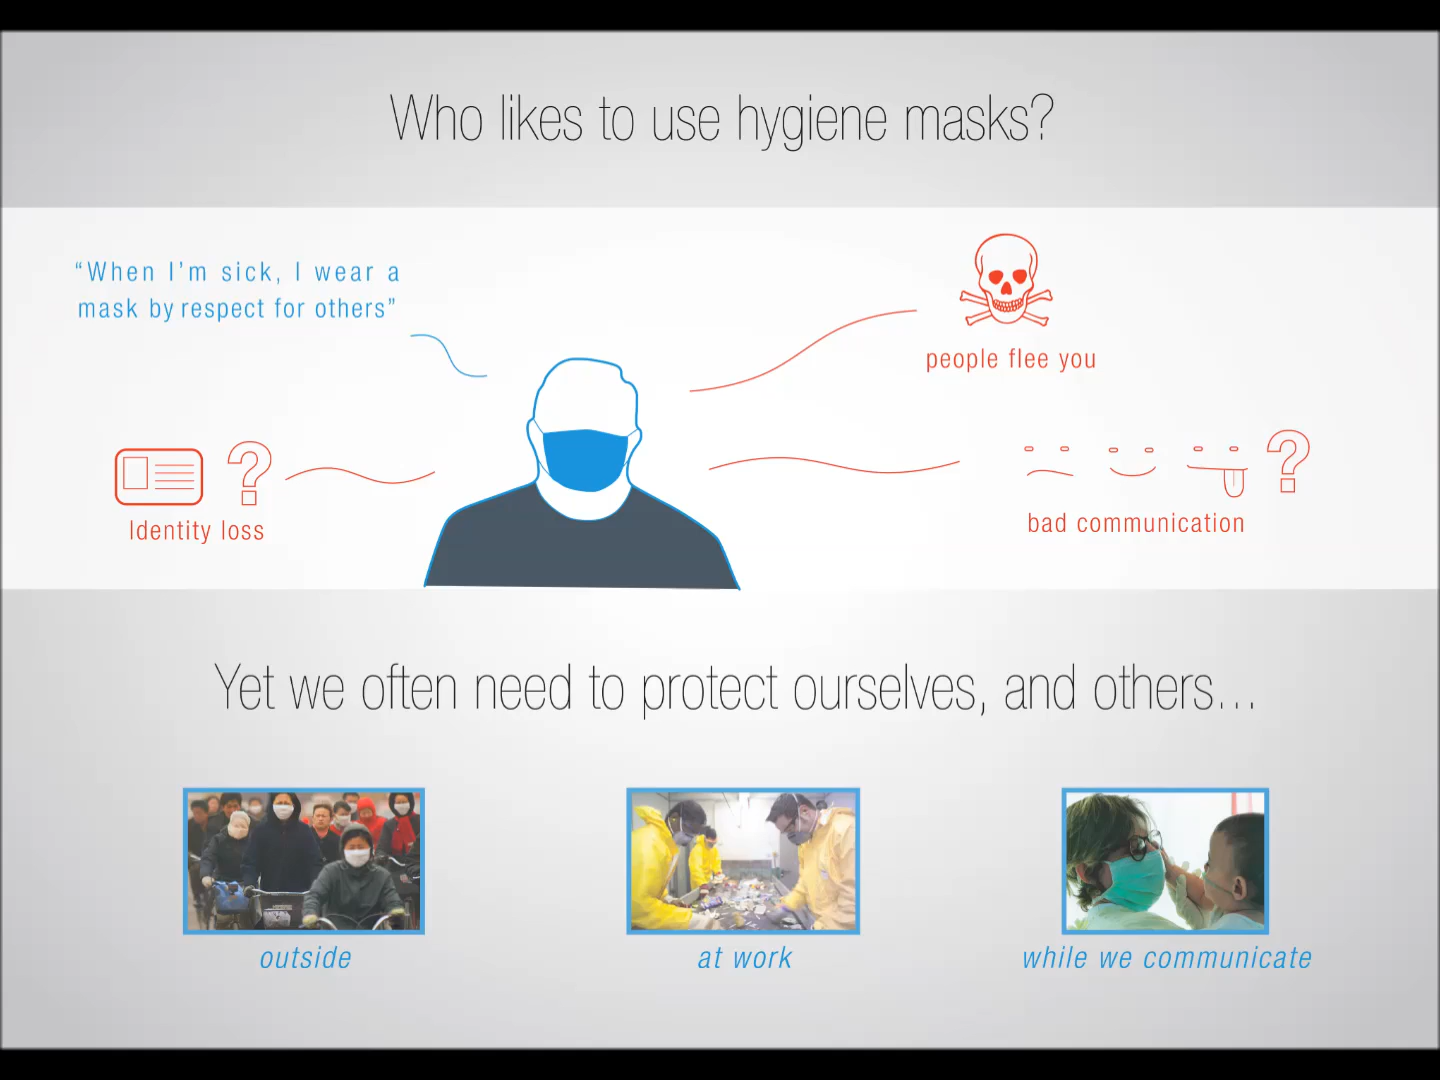 Who likes to use hygiene masks?
“When I’m sick, I wear a
mask by respect for others”
people flee you
?
Identity loss
?
bad communication
Yet we often need to protect ourselves, and others...
outside
at work
while we communicate